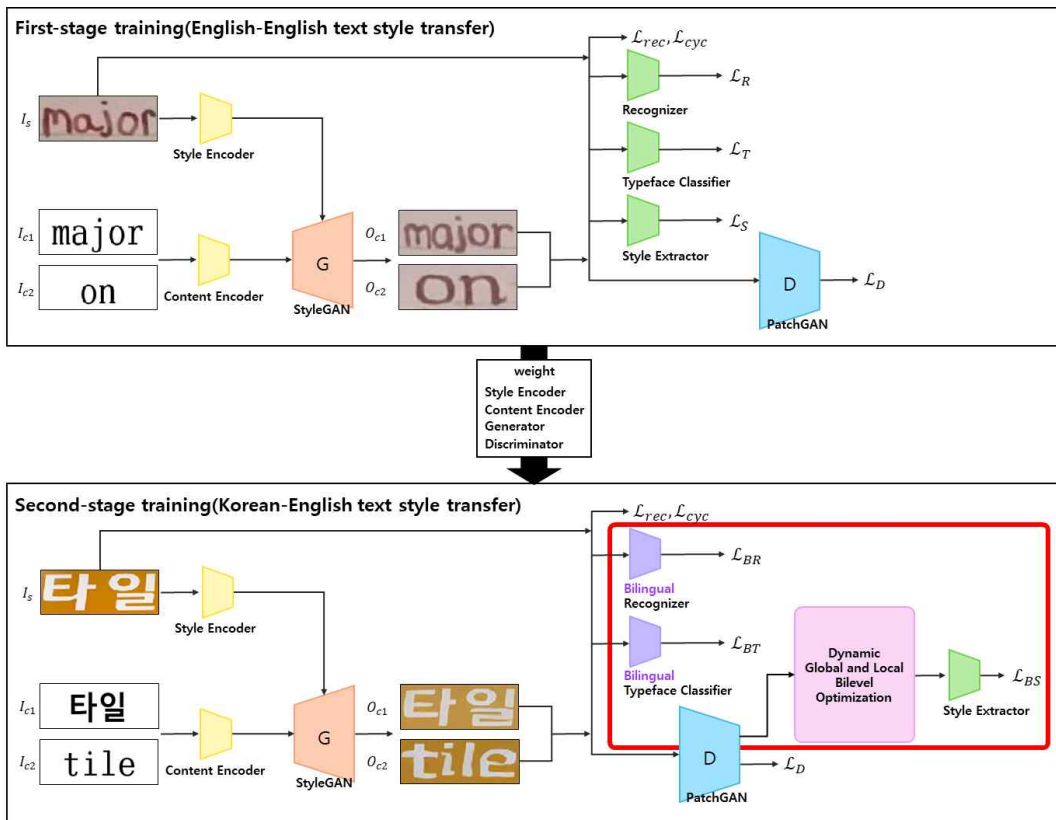 First-stage training(English-English text style transfer)
ℒrec,ℒcyc
ℒR
Recognizer
Is
major
Style Encoder
ℒT
Typeface Classifier
Ic1
major
Oc1
major
ℒS
Style Extractor
G
D
ℒD
Ic2
on
Content Encoder
StyleGAN
Oc2
on
PatchGAN
weight
Style Encoder
Content Encoder
Generator
Discriminator
Second-stage training(Korean-English text style transfer)
ℒrec,ℒcyc
ℒBR
Bilingual
Recognizer
Is
타일
Style Encoder
ℒBT
Bilingual
Typeface Classifier
Dynamic
Global and Local
Bilevel
Optimization
ℒBS
Style Extractor
Ic1
타일
Oc1
타일
G
D
ℒD
Ic2
tile
Content Encoder
StyleGAN
Oc2
tile
PatchGAN